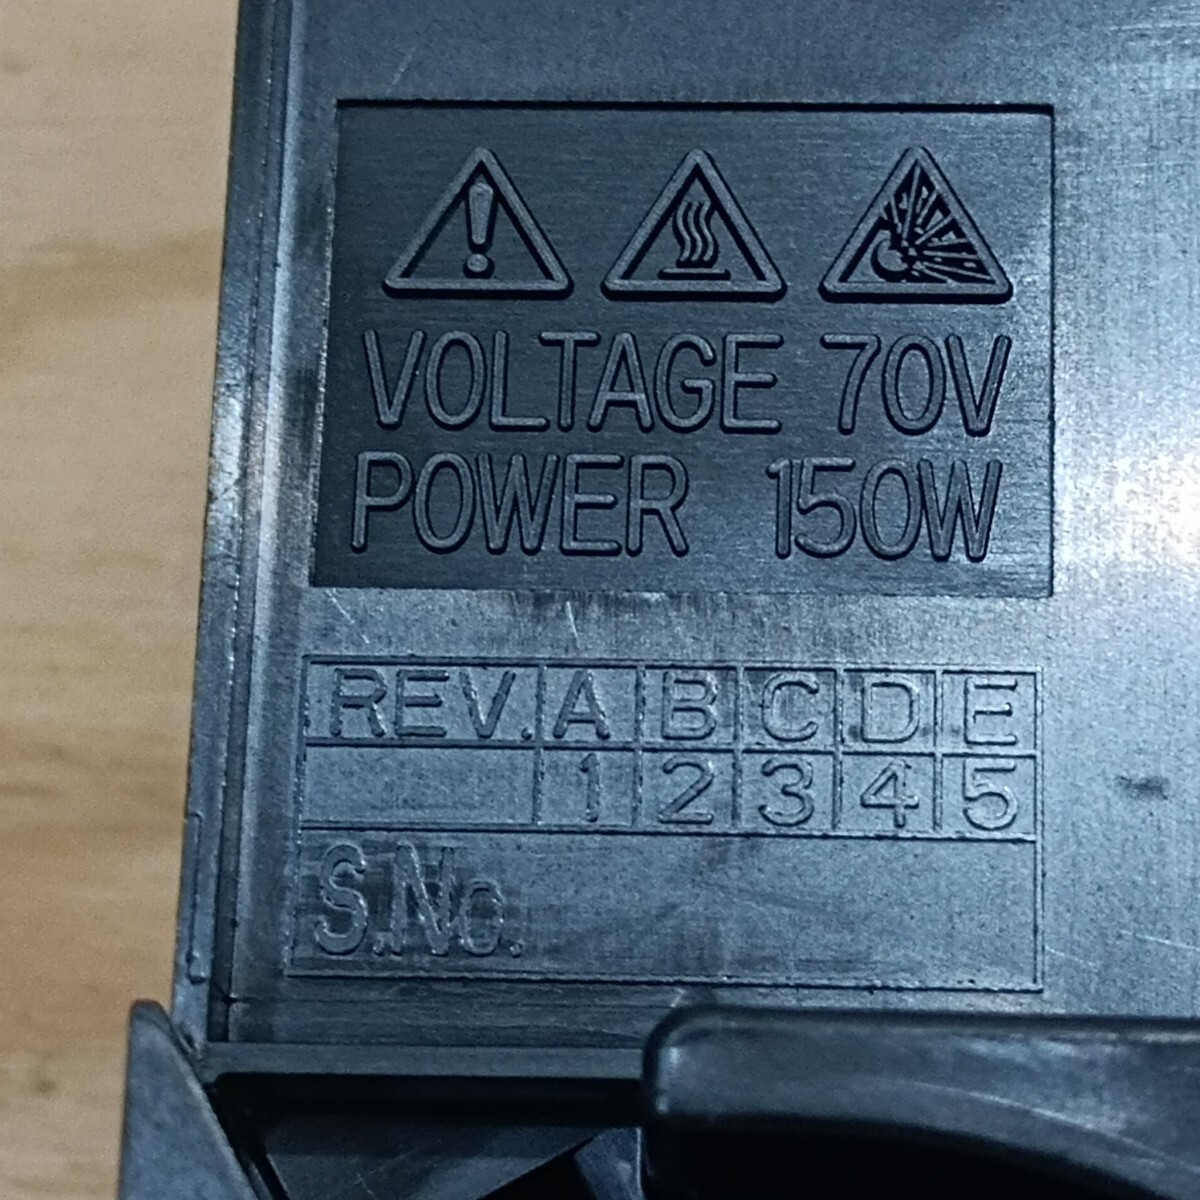 VOLTAGE 70V
POWER 150W
REV. A B C D E
1 2 3 4 5
S.No.